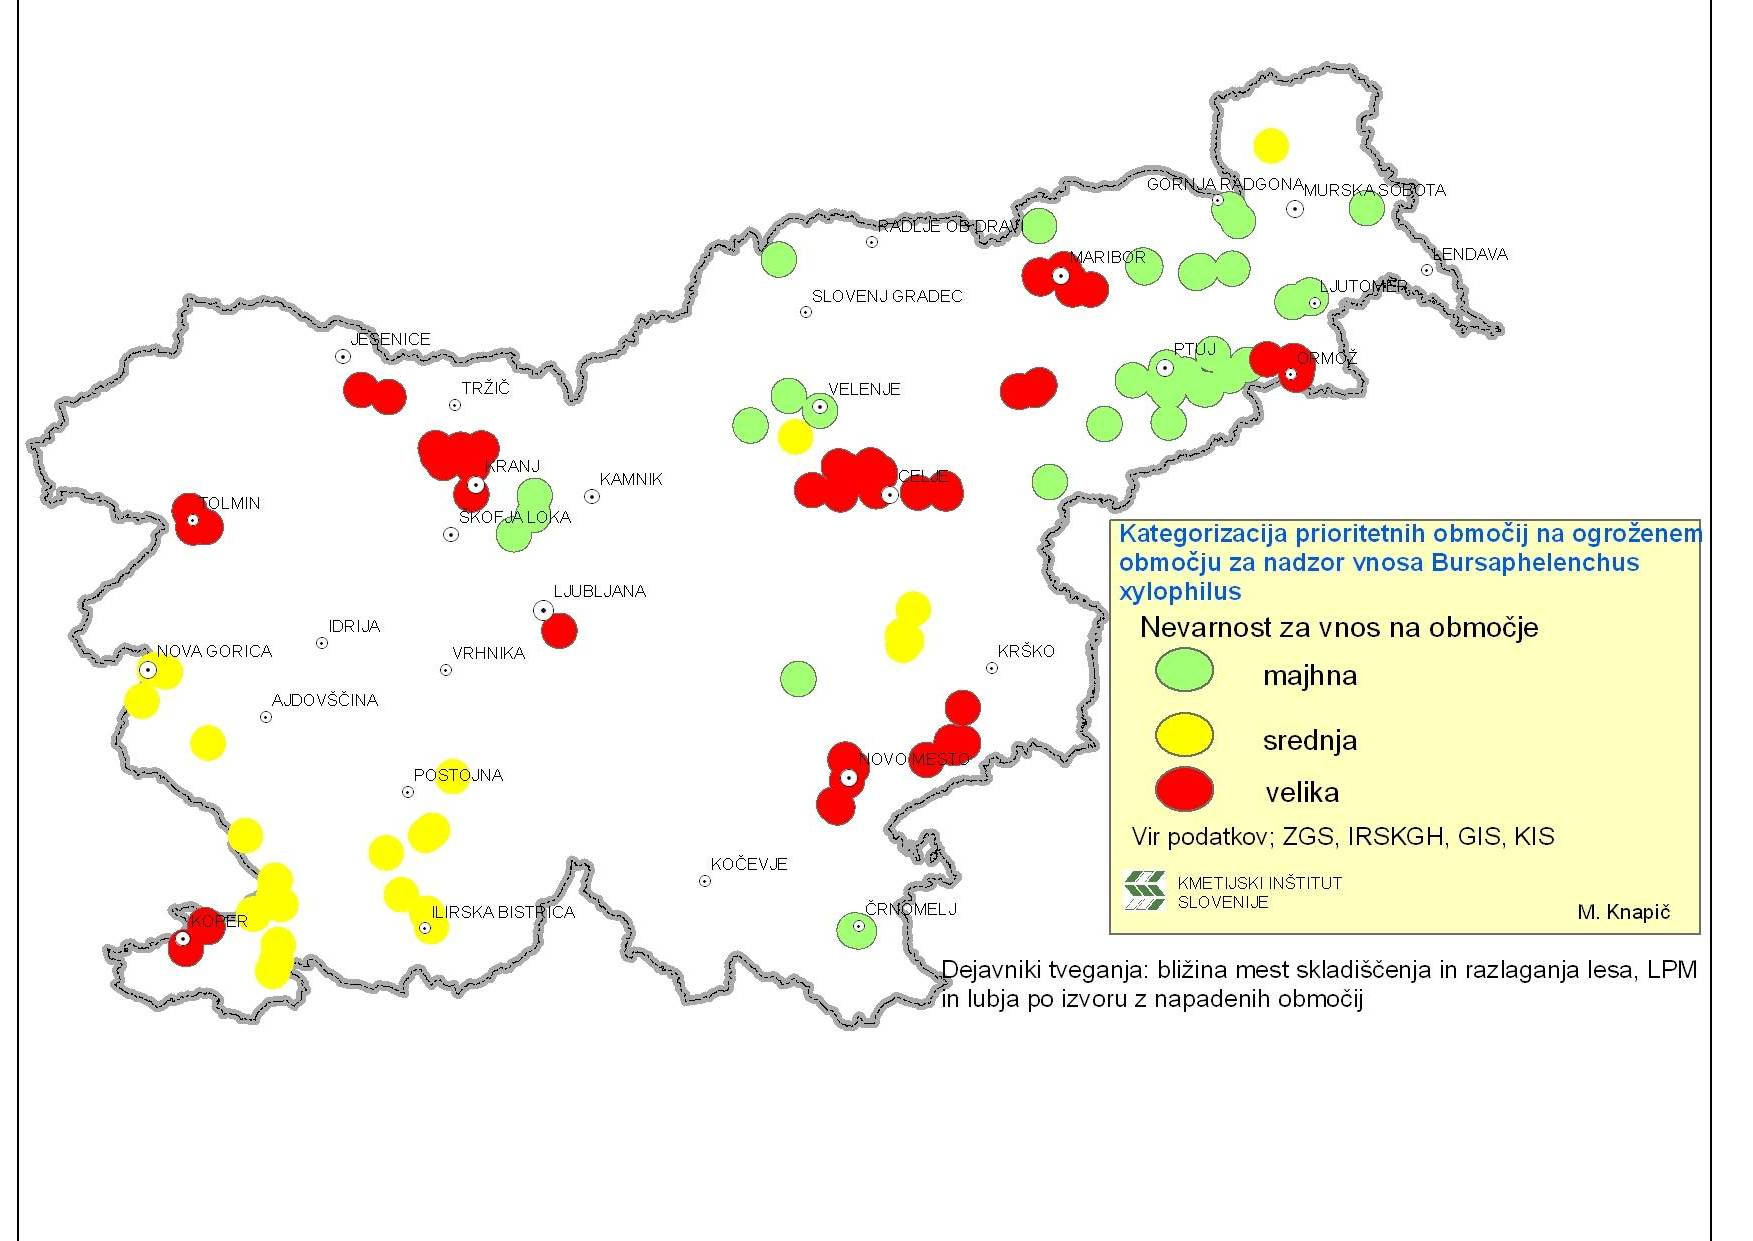 GORNJA RADGONA
MURSKA SOBOTA
RADLJE OB DRAVI
MARIBOR
LENDAVA
SLOVENJ GRADEC
LJUTOMER
JESENICE
PTUJ
ORMOŽ
TRŽIČ
VELENJE
KRANJ
KAMNIK
CELJE
TOLMIN
ŠKOFJA LOKA
LJUBLJANA
IDRIJA
NOVA GORICA
VRHNIKA
KRŠKO
AJDOVŠČINA
NOVO MESTO
POSTOJNA
KOČEVJE
ILIRSKA BISTRICA
ČRNOMELJ
KOPER
Kategorizacija prioritetnih območij na ogroženem
območju za nadzor vnosa Bursaphelenchus
xylophilus
Nevarnost za vnos na območje
majhna
srednja
velika
Vir podatkov; ZGS, IRSKGH, GIS, KIS
KMETIJSKI INŠTITUT
SLOVENIJE
M. Knapič
Dejavniki tveganja: bližina mest skladiščenja in razlaganja lesa, LPM
in lubja po izvoru z napadenih območij